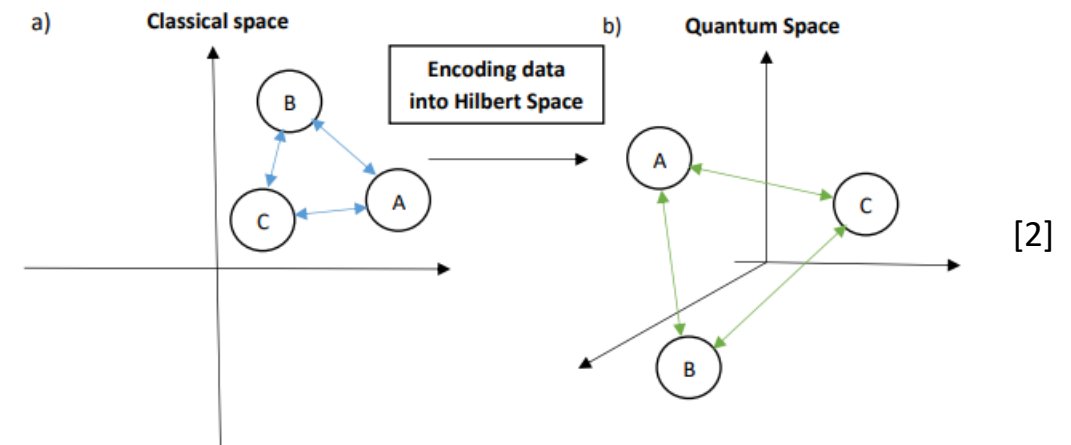 a)
Classical space
B
C
A
Encoding data
into Hilbert Space
b)
Quantum Space
A
C
B
[2]